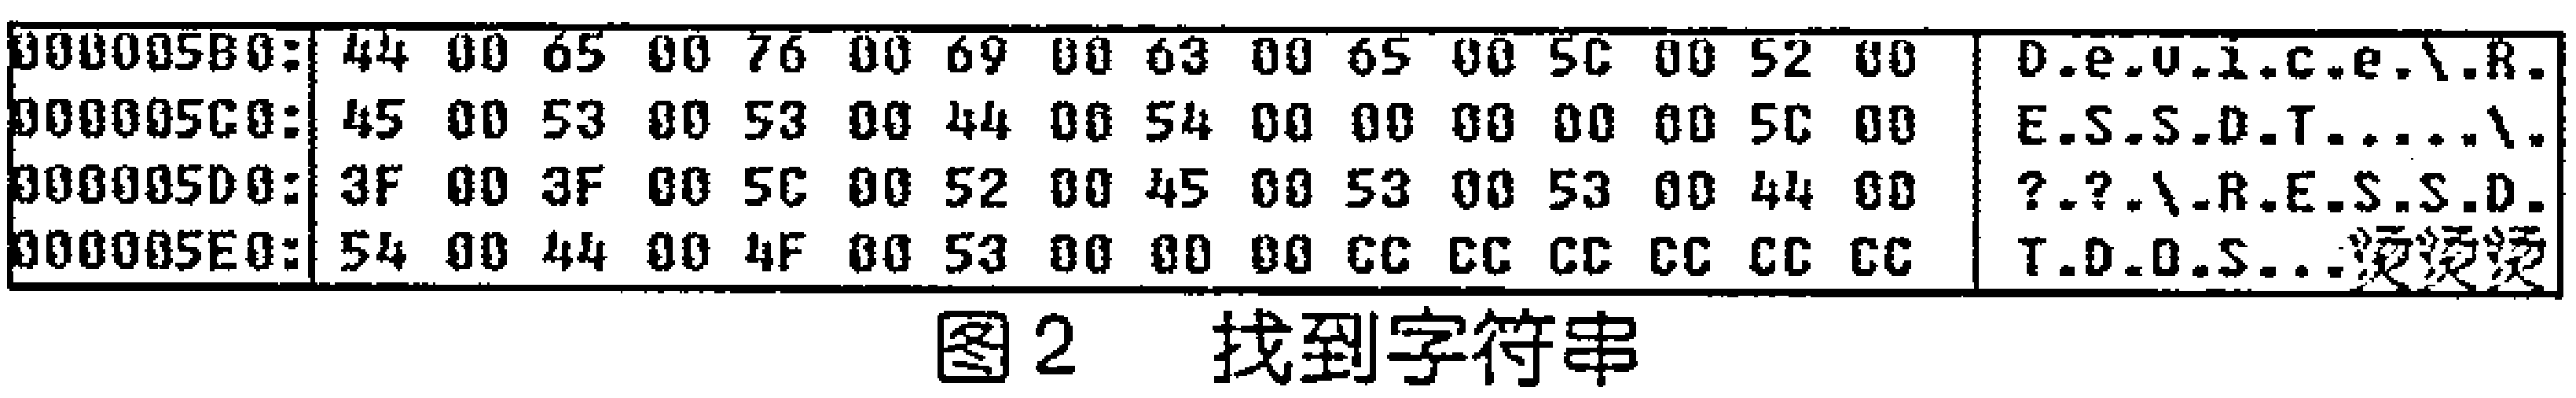 000005B0: 44 00 65 00 76 00 69 00 63 00 65 00 5C 00 52 00 D.e.v.i.c.e.\.R.
000005C0: 45 00 53 00 53 00 44 00 54 00 00 00 00 00 5C 00 E.S.S.D.T.....\.
000005D0: 3F 00 3F 00 5C 00 52 00 45 00 53 00 53 00 44 00 ?.?.\.R.E.S.S.D.
000005E0: 54 00 44 00 4F 00 53 00 00 00 CC CC CC CC CC CC T.D.O.S...烫烫烫
图2 找到字符串